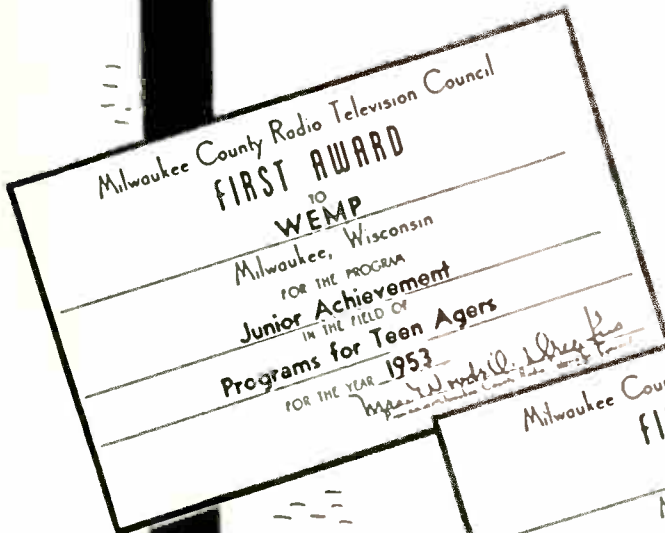 Milwaukee County Radio Television Council
FIRST AWARD
TO
WEMP
Milwaukee, Wisconsin
FOR THE PROGRAM
Junior Achievement
IN THE FIELD OF
Programs for Teen Agers
FOR THE YEAR 1953
Milwaukee